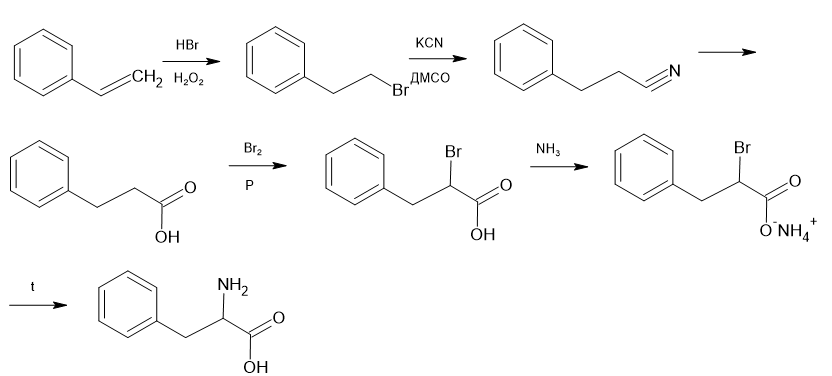 HBr
H₂O₂
CH₂
KCN
ДМСО
Br
N
Br₂
P
O
OH
Br
O
OH
NH₃
Br
O
O⁻NH₄⁺
t
NH₂
O
OH